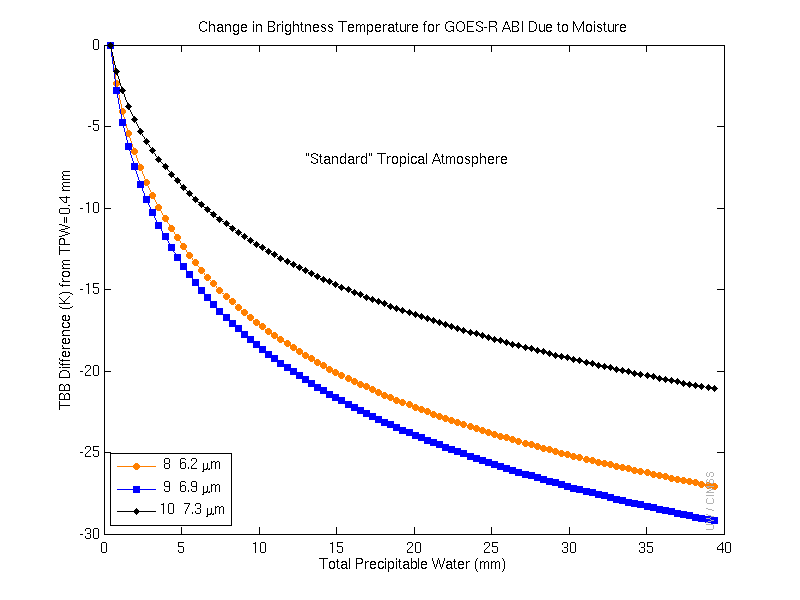 Change in Brightness Temperature for GOES-R ABI Due to Moisture
0
-5
-10
-15
-20
-25
-30
TBB Difference (K) from TPW=0.4 mm
"Standard" Tropical Atmosphere
8 6.2 μm
9 6.9 μm
10 7.3 μm
UW / CIMSS
0 5 10 15 20 25 30 35 40
Total Precipitable Water (mm)